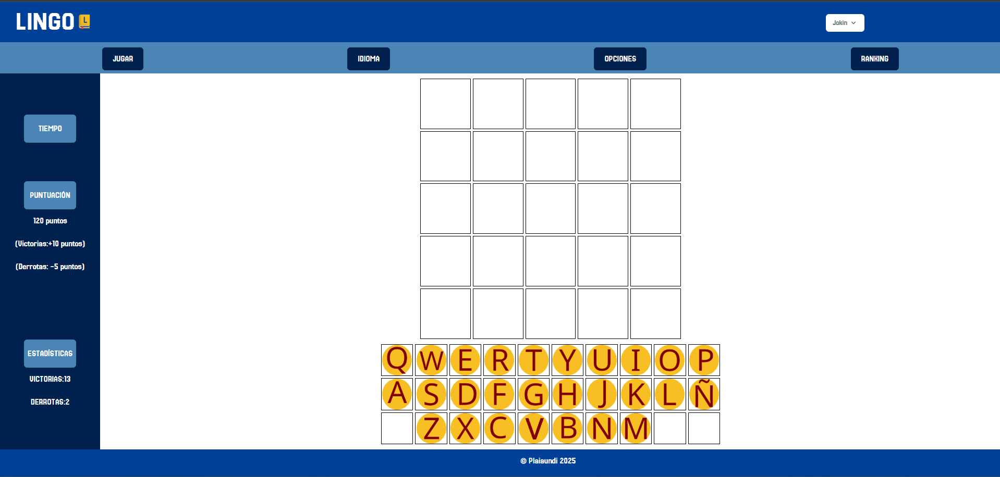 LINGO L
Jokin
JUGAR IDIOMA OPCIONES RANKING
TIEMPO
PUNTUACIÓN
120 puntos
(Victorias:+10 puntos)
(Derrotas: -5 puntos)
ESTADÍSTICAS
VICTORIAS:13
DERROTAS:2
Q W E R T Y U I O P
A S D F G H J K L Ñ
Z X C V B N M
© Plaiaundi 2025